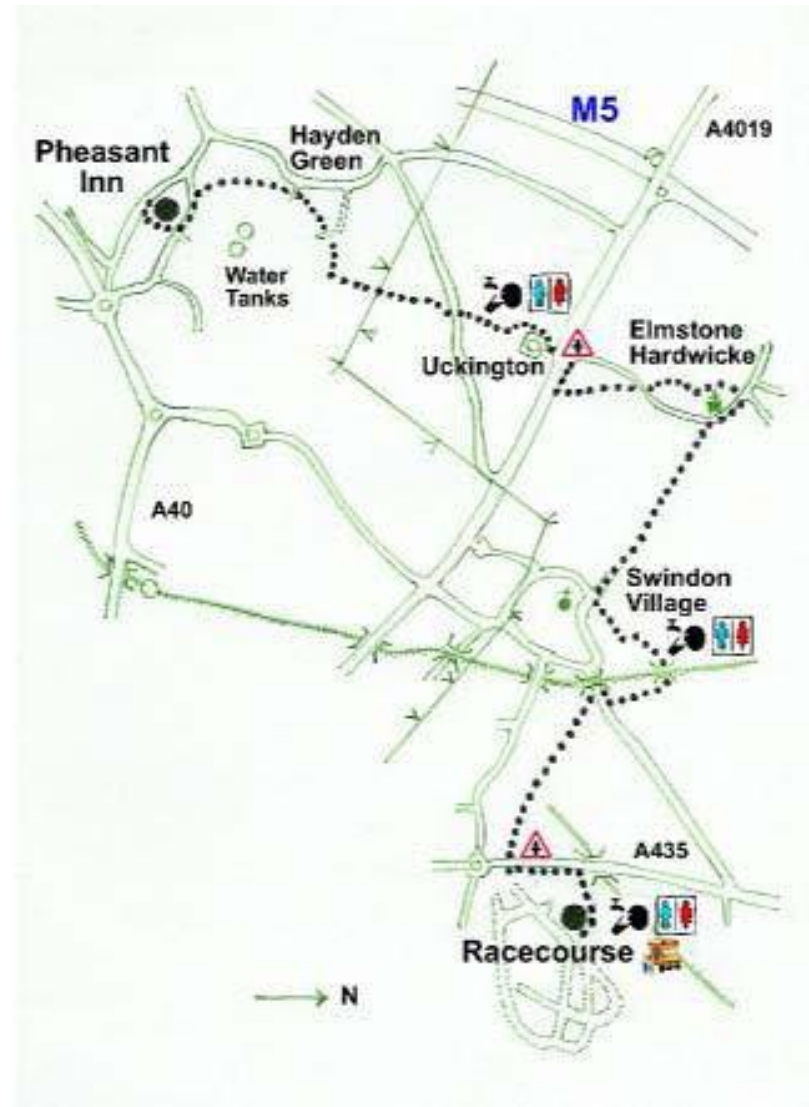 M5
A4019
Hayden
Green
Pheasant
Inn
Water
Tanks
Elmstone
Hardwicke
Uckington
A40
Swindon
Village
A435
Racecourse
N